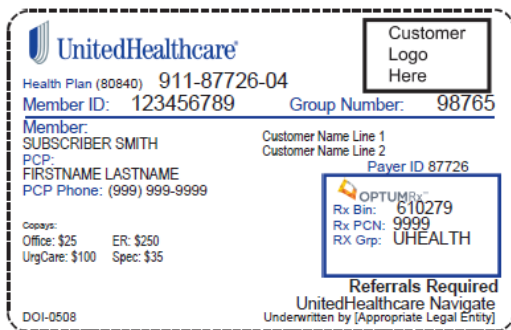 UnitedHealthcare®
Customer
Logo
Here
Health Plan (80840) 911-87726-04
Member ID: 123456789 Group Number: 98765
Member:
SUBSCRIBER SMITH
PCP:
FIRSTNAME LASTNAME
PCP Phone: (999) 999-9999
Customer Name Line 1
Customer Name Line 2
Payer ID 87726
OPTUMRx™
Rx Bin: 610279
Rx PCN: 9999
RX Grp: UHEALTH
Copays:
Office: $25 ER: $250
UrgCare: $100 Spec: $35
Referrals Required
UnitedHealthcare Navigate
DOI-0508 Underwritten by [Appropriate Legal Entity]